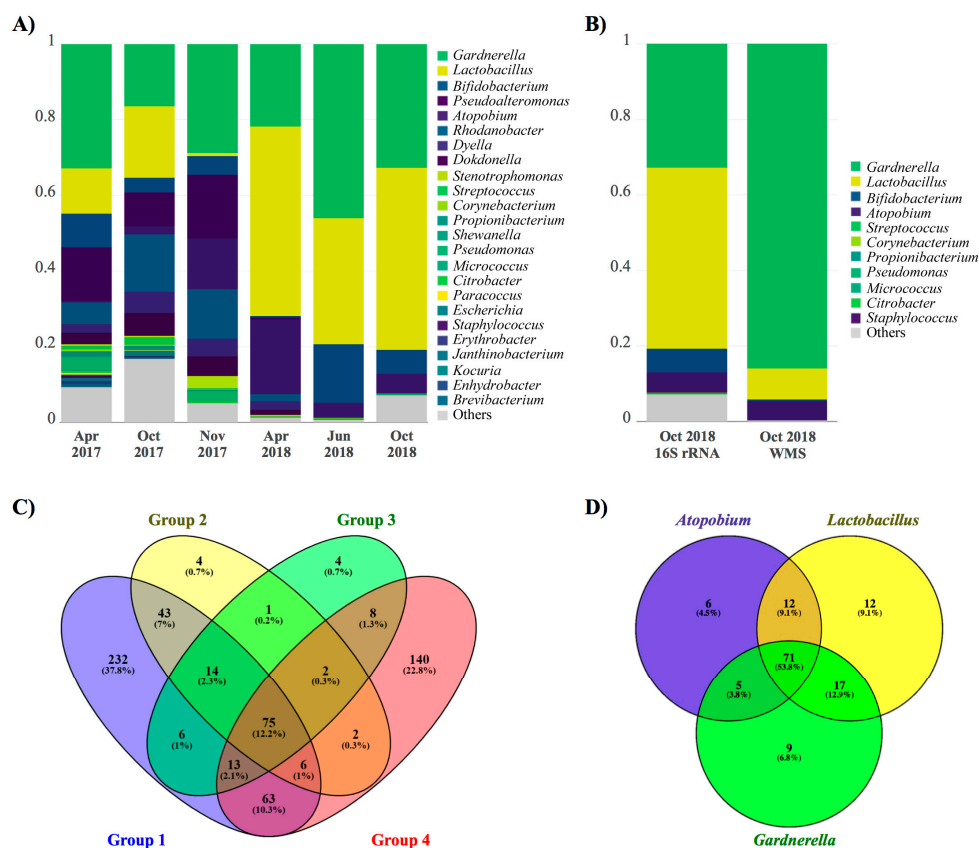 A)
1
0.8
0.6
0.4
0.2
0
Apr
2017
Oct
2017
Nov
2017
Apr
2018
Jun
2018
Oct
2018
Gardnerella
Lactobacillus
Bifidobacterium
Pseudoalteromonas
Atopobium
Rhodanobacter
Dyella
Dokdonella
Stenotrophomonas
Streptococcus
Corynebacterium
Propionibacterium
Shewanella
Pseudomonas
Micrococcus
Citrobacter
Paracoccus
Escherichia
Staphylococcus
Erythrobacter
Janthinobacterium
Kocuria
Enhydrobacter
Brevibacterium
Others
B)
1
0.8
0.6
0.4
0.2
0
Oct 2018
16S rRNA
Oct 2018
WMS
Gardnerella
Lactobacillus
Bifidobacterium
Atopobium
Streptococcus
Corynebacterium
Propionibacterium
Pseudomonas
Micrococcus
Citrobacter
Staphylococcus
Others
C)
Group 2
Group 3
4
(0.7%)
4
(0.7%)
43
(7%)
1
(0.2%)
8
(1.3%)
232
(37.8%)
14
(2.3%)
2
(0.3%)
140
(22.8%)
6
(1%)
75
(12.2%)
2
(0.3%)
13
(2.1%)
6
(1%)
63
(10.3%)
Group 1
Group 4
D)
Atopobium
Lactobacillus
6
(4.5%)
12
(9.1%)
12
(9.1%)
71
(53.8%)
5
(3.8%)
17
(12.9%)
9
(6.8%)
Gardnerella